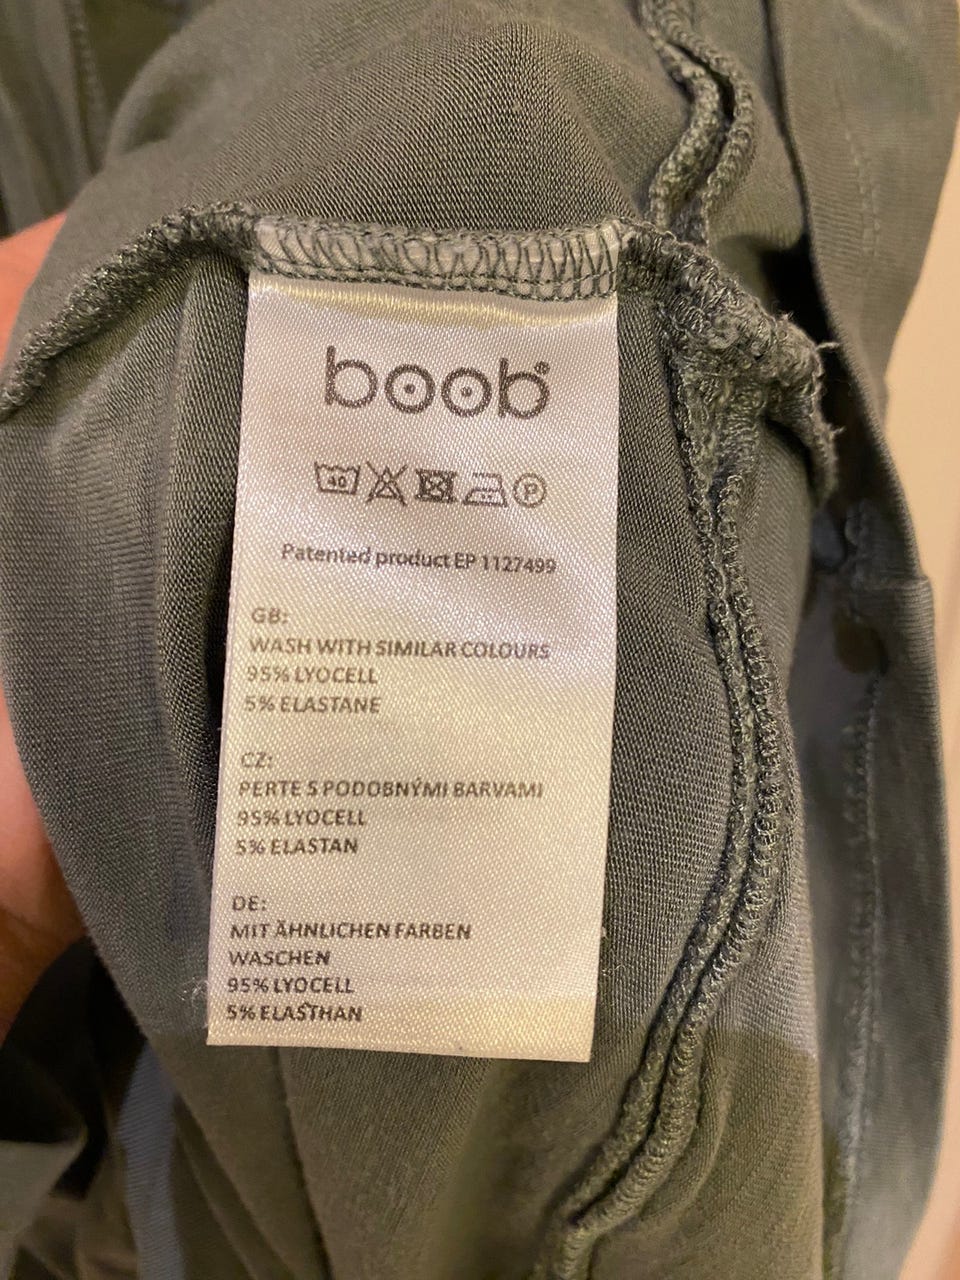 boob®
40 P
Patented product EP 1127499
GB:
WASH WITH SIMILAR COLOURS
95% LYOCELL
5% ELASTANE
CZ:
PERTE S PODOBNÝMI BARVAMI
95% LYOCELL
5% ELASTAN
DE:
MIT ÄHNLICHEN FARBEN
WASCHEN
95% LYOCELL
5% ELASTHAN